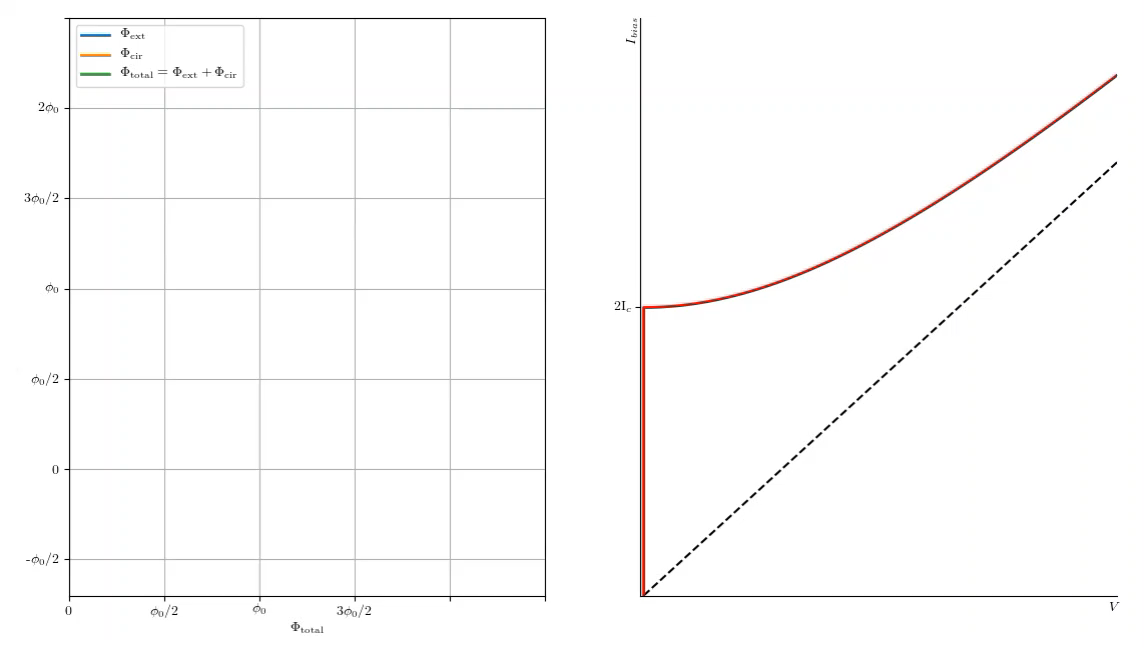 Φext
Φcir
Φtotal = Φext + Φcir
2ϕ0
3ϕ0/2
ϕ0
ϕ0/2
0
-ϕ0/2
0 ϕ0/2 ϕ0 3ϕ0/2
Φtotal
Ibias
2Ic
V